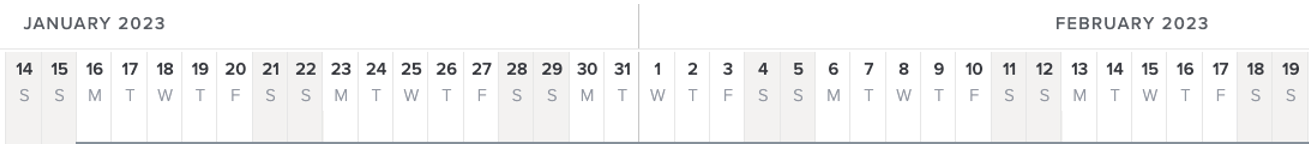 JANUARY 2023 FEBRUARY 2023
14 15 16 17 18 19 20 21 22 23 24 25 26 27 28 29 30 31 1 2 3 4 5 6 7 8 9 10 11 12 13 14 15 16 17 18 19
S S M T W T F S S M T W T F S S M T W T F S S M T W T F S S M T W T F S S